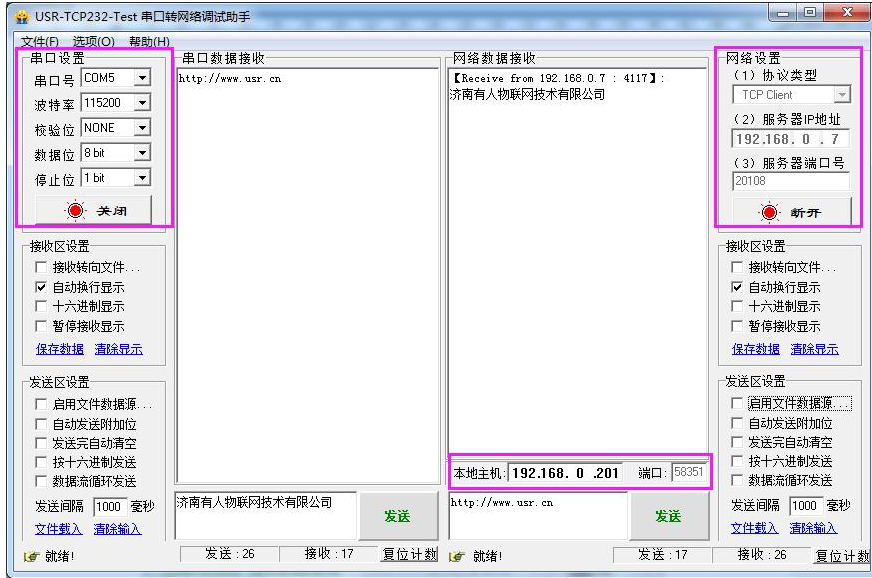 USR-TCP232-Test 串口转网络调试助手
文件(F) 选项(O) 帮助(H)
串口设置
串口号 COM5
波特率 115200
校验位 NONE
数据位 8 bit
停止位 1 bit
关闭
接收区设置
接收转向文件...
自动换行显示
十六进制显示
暂停接收显示
保存数据 清除显示
发送区设置
启用文件数据源...
自动发送附加位
发送完自动清空
按十六进制发送
数据流循环发送
发送间隔 1000 毫秒
文件载入 清除输入
就绪!
串口数据接收
http://www.usr.cn
济南有人物联网技术有限公司
发送
发送 : 26 接收 : 17 复位计数
网络数据接收
【Receive from 192.168.0.7 : 4117】:
济南有人物联网技术有限公司
本地主机: 192.168. 0 .201 端口: 58351
http://www.usr.cn
发送
就绪!
发送 : 17 接收 : 26 复位计数
网络设置
(1) 协议类型
TCP Client
(2) 服务器IP地址
192.168. 0 . 7
(3) 服务器端口号
20108
断开
接收区设置
接收转向文件...
自动换行显示
十六进制显示
暂停接收显示
保存数据 清除显示
发送区设置
启用文件数据源...
自动发送附加位
发送完自动清空
按十六进制发送
数据流循环发送
发送间隔 1000 毫秒
文件载入 清除输入